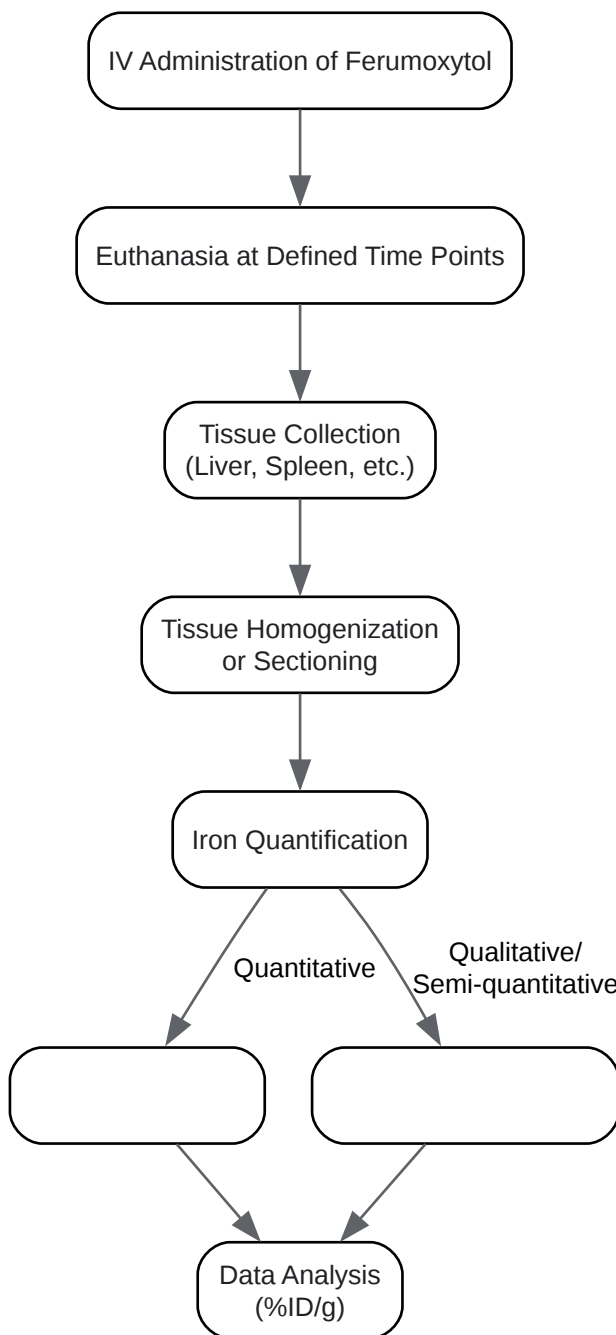 IV Administration of Ferumoxytol
Euthanasia at Defined Time Points
Tissue Collection
(Liver, Spleen, etc.)
Tissue Homogenization
or Sectioning
Iron Quantification
Quantitative
Qualitative/
Semi-quantitative
Data Analysis
(%ID/g)